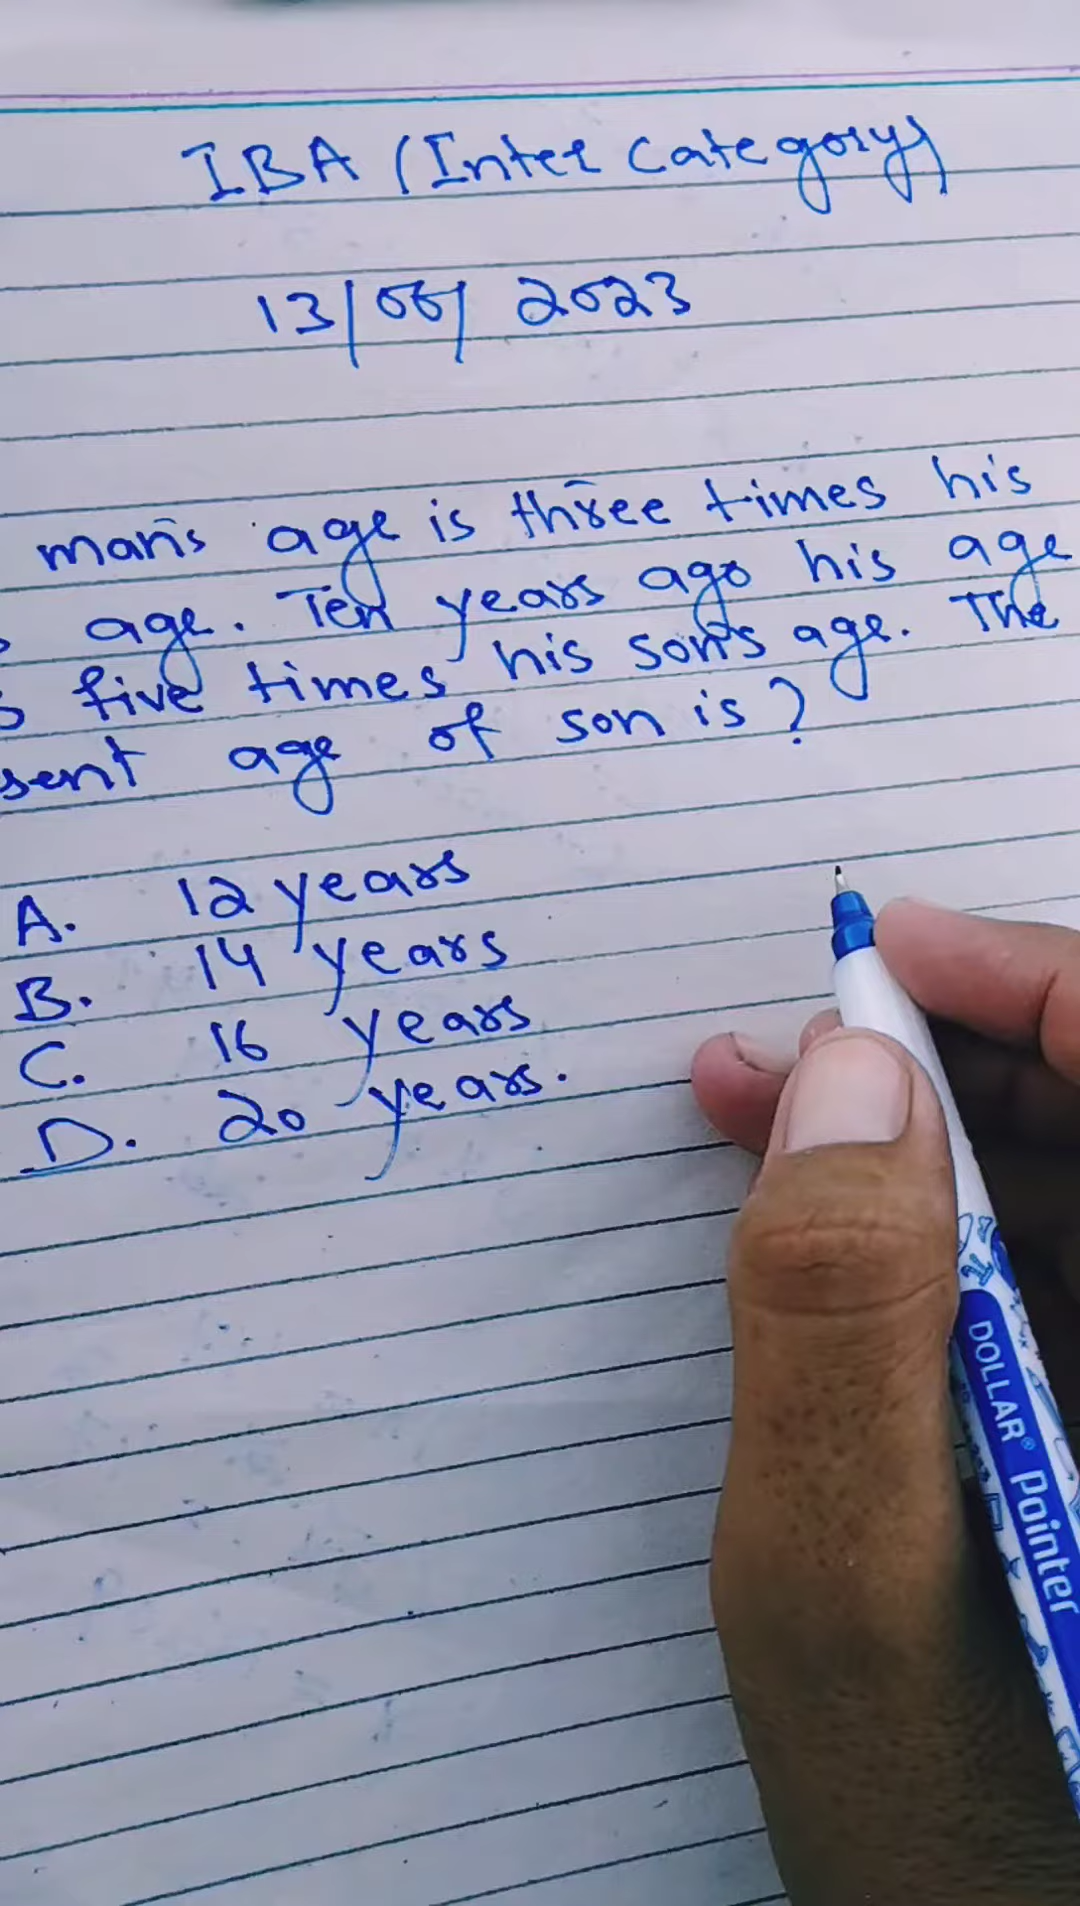 IBA (Inter category)
13/06/2023
man's age is three times his
age. Ten years ago his age
five times his son's age. The
sent age of son is?
A. 12 years
B. 14 years
C. 16 years
D. 20 years.
DOLLAR® Pointer